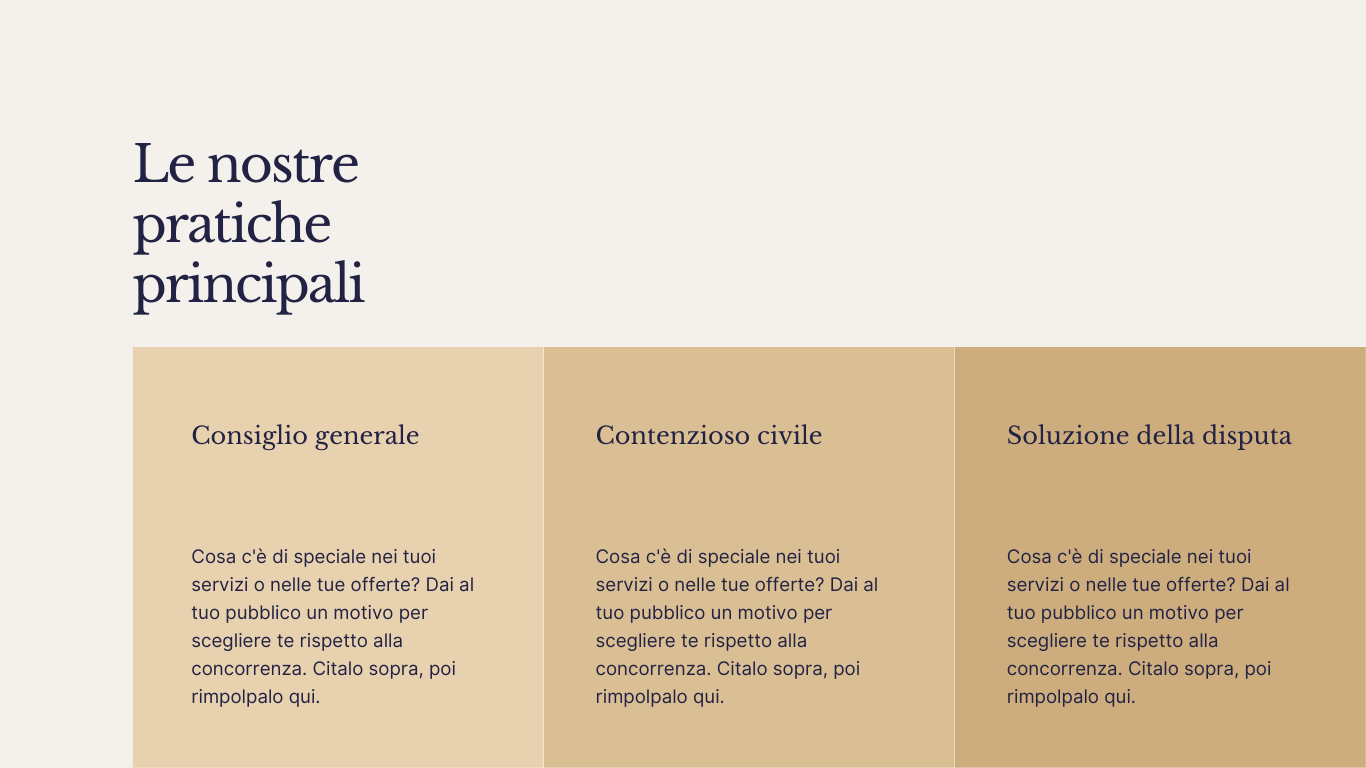 Le nostre
pratiche
principali
Consiglio generale
Cosa c'è di speciale nei tuoi
servizi o nelle tue offerte? Dai al
tuo pubblico un motivo per
scegliere te rispetto alla
concorrenza. Citalo sopra, poi
rimpolpalo qui.
Contenzioso civile
Cosa c'è di speciale nei tuoi
servizi o nelle tue offerte? Dai al
tuo pubblico un motivo per
scegliere te rispetto alla
concorrenza. Citalo sopra, poi
rimpolpalo qui.
Soluzione della disputa
Cosa c'è di speciale nei tuoi
servizi o nelle tue offerte? Dai al
tuo pubblico un motivo per
scegliere te rispetto alla
concorrenza. Citalo sopra, poi
rimpolpalo qui.